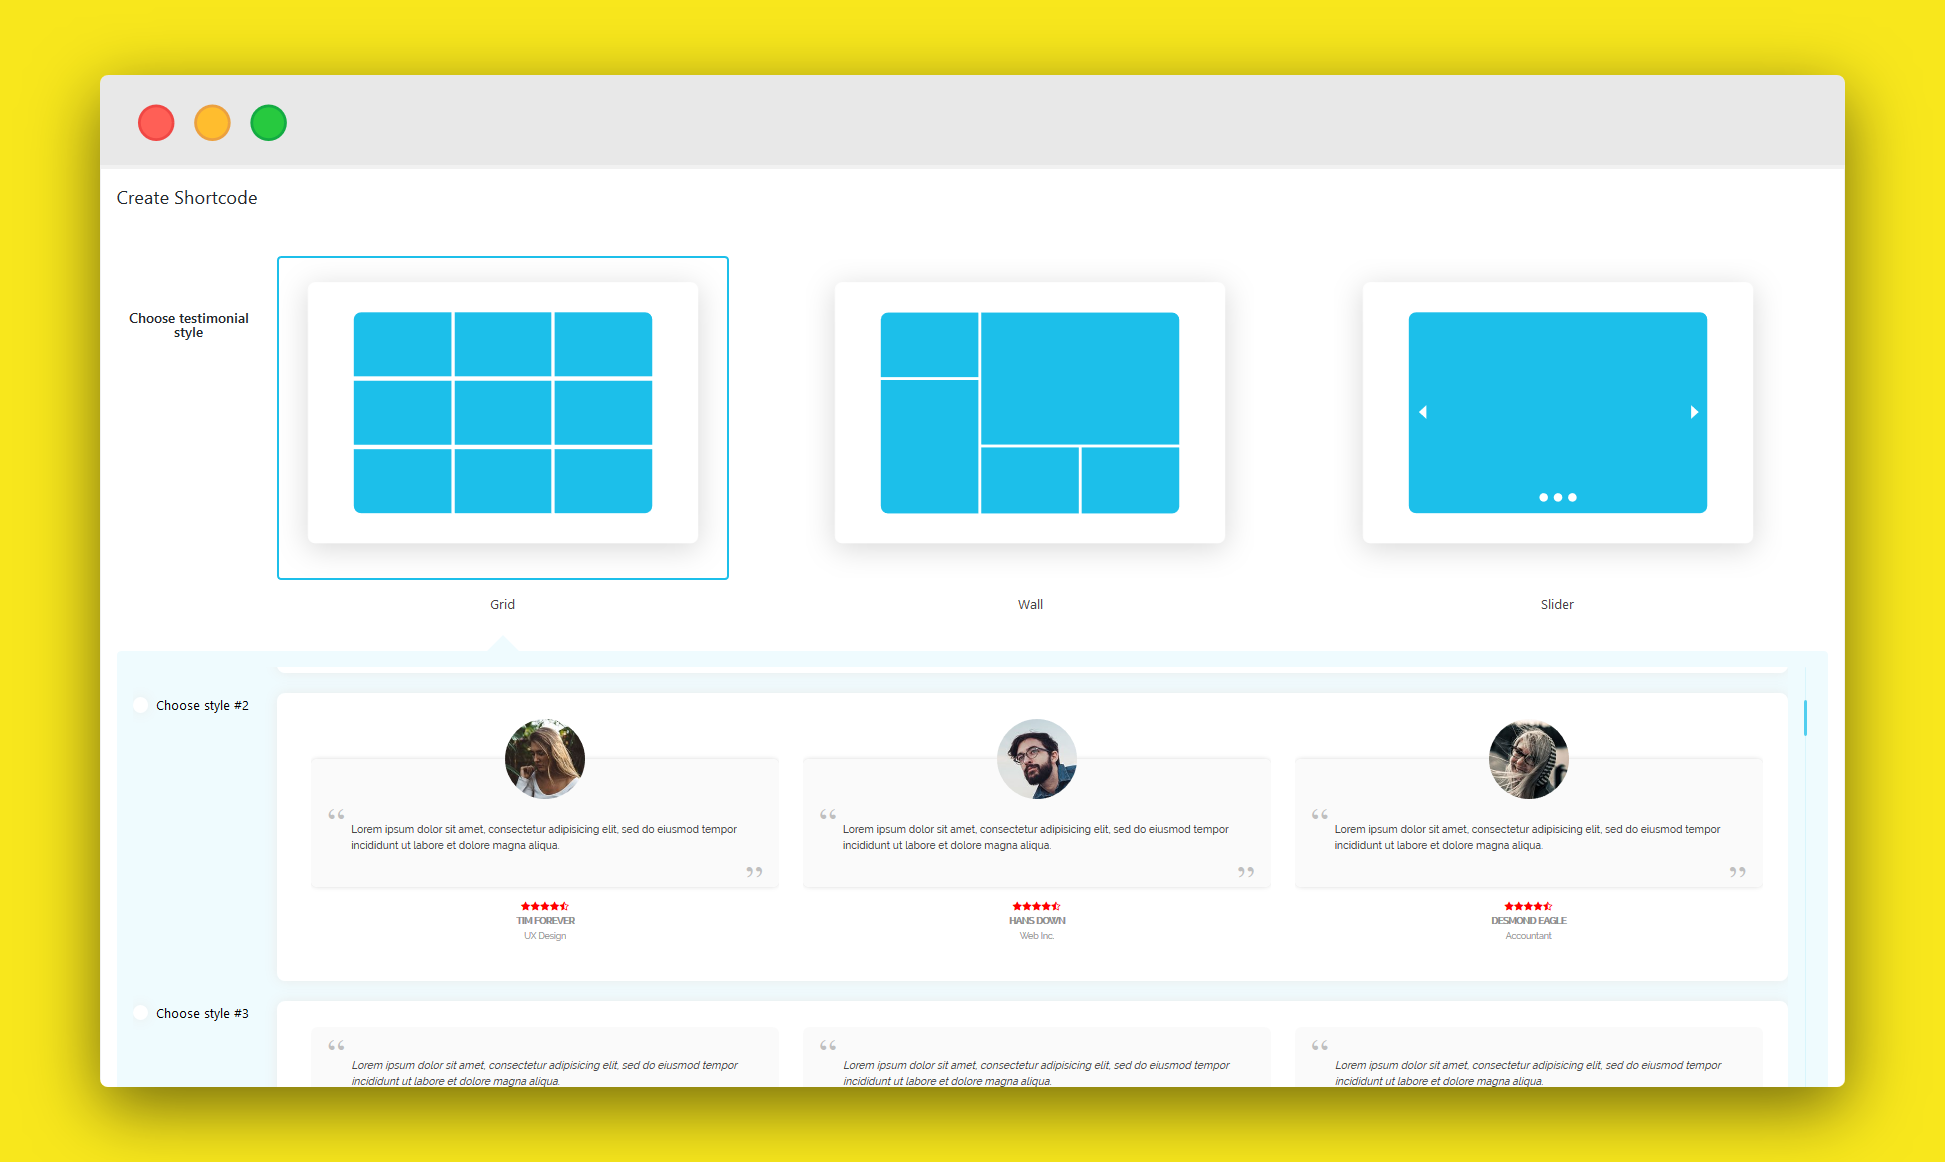 Create Shortcode
Choose testimonial
style
Grid
Wall
Slider
Choose style #2
“
Lorem ipsum dolor sit amet, consectetur adipisicing elit, sed do eiusmod tempor
incididunt ut labore et dolore magna aliqua.
”
TIM FOREVER
UX Design
“
Lorem ipsum dolor sit amet, consectetur adipisicing elit, sed do eiusmod tempor
incididunt ut labore et dolore magna aliqua.
”
HANS DOWN
Web Inc.
“
Lorem ipsum dolor sit amet, consectetur adipisicing elit, sed do eiusmod tempor
incididunt ut labore et dolore magna aliqua.
”
DESMOND EAGLE
Accountant
Choose style #3
“
Lorem ipsum dolor sit amet, consectetur adipisicing elit, sed do eiusmod tempor
incididunt ut labore et dolore magna aliqua.
“
Lorem ipsum dolor sit amet, consectetur adipisicing elit, sed do eiusmod tempor
incididunt ut labore et dolore magna aliqua.
“
Lorem ipsum dolor sit amet, consectetur adipisicing elit, sed do eiusmod tempor
incididunt ut labore et dolore magna aliqua.